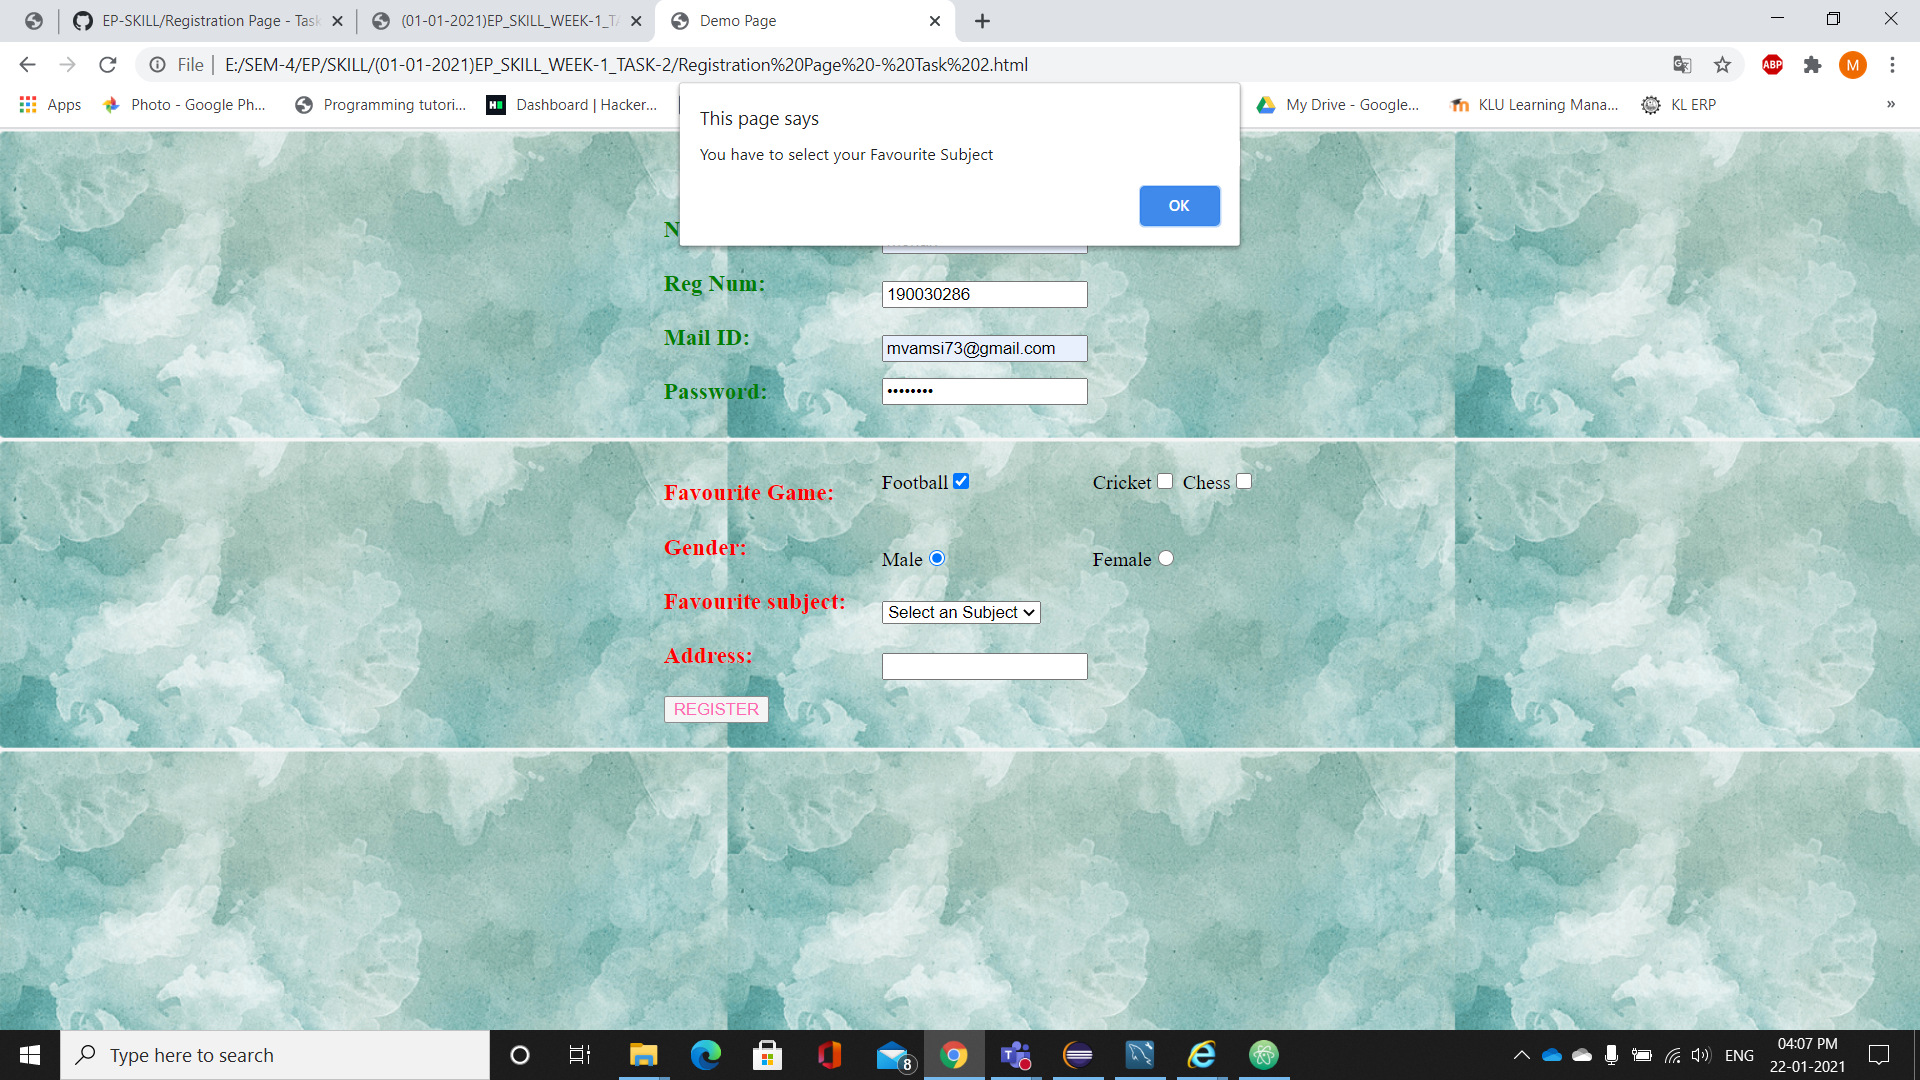 EP-SKILL/Registration Page - Task
(01-01-2021)EP_SKILL_WEEK-1_TA
Demo Page
File | E:/SEM-4/EP/SKILL/(01-01-2021)EP_SKILL_WEEK-1_TASK-2/Registration%20Page%20-%20Task%202.html
ABP
M
Apps
Photo - Google Ph...
Programming tutori...
Dashboard | Hacker...
My Drive - Google...
KLU Learning Mana...
KL ERP
»
This page says
You have to select your Favourite Subject
OK
N
Reg Num: 190030286
Mail ID: mvamsi73@gmail.com
Password: ••••••••
Favourite Game: Football Cricket Chess
Gender: Male Female
Favourite subject: Select an Subject
Address:
REGISTER
Type here to search
8
ENG
04:07 PM
22-01-2021